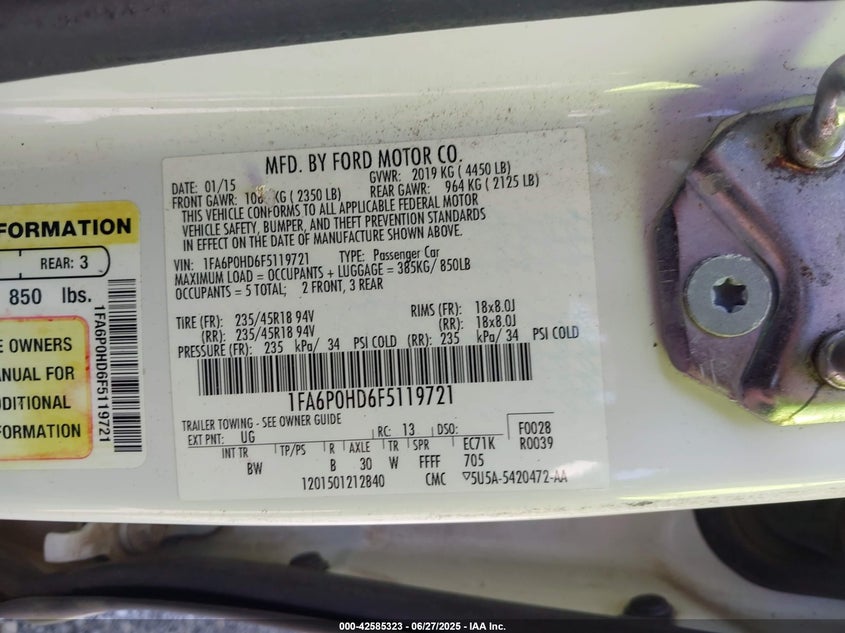 FORMATION
REAR: 3
850 lbs.
E OWNERS
ANUAL FOR
DDITIONAL
FORMATION
1FA6P0HD6F5119721
MFD. BY FORD MOTOR CO.
DATE: 01/15 GVWR: 2019 KG ( 4450 LB)
FRONT GAWR: KG ( 2350 LB) REAR GAWR: 964 KG ( 2125 LB)
THIS VEHICLE CONFORMS TO ALL APPLICABLE FEDERAL MOTOR
VEHICLE SAFETY, BUMPER, AND THEFT PREVENTION STANDARDS
IN EFFECT ON THE DATE OF MANUFACTURE SHOWN ABOVE.
VIN: 1FA6P0HD6F5119721 TYPE: Passenger Car
MAXIMUM LOAD = OCCUPANTS + LUGGAGE = 385KG/ 850LB
OCCUPANTS = 5 TOTAL; 2 FRONT, 3 REAR
TIRE (FR): 235/45R18 94V RIMS (FR): 18x8.0J
(RR): 235/45R18 94V (RR): 18x8.0J
PRESSURE (FR): 235 kPa/ 34 PSI COLD (RR): 235 kPa/ 34 PSI COLD
1FA6P0HD6F5119721
TRAILER TOWING - SEE OWNER GUIDE
EXT PNT: UG RC: 13 DSO: F0028
INT TR TP/PS R AXLE TR SPR EC71K R0039
BW B 30 W FFFF 705
1201501212840 CMC ▽5U5A-5420472-AA
000-42585323 | 06/27/2025 - IAA Inc.